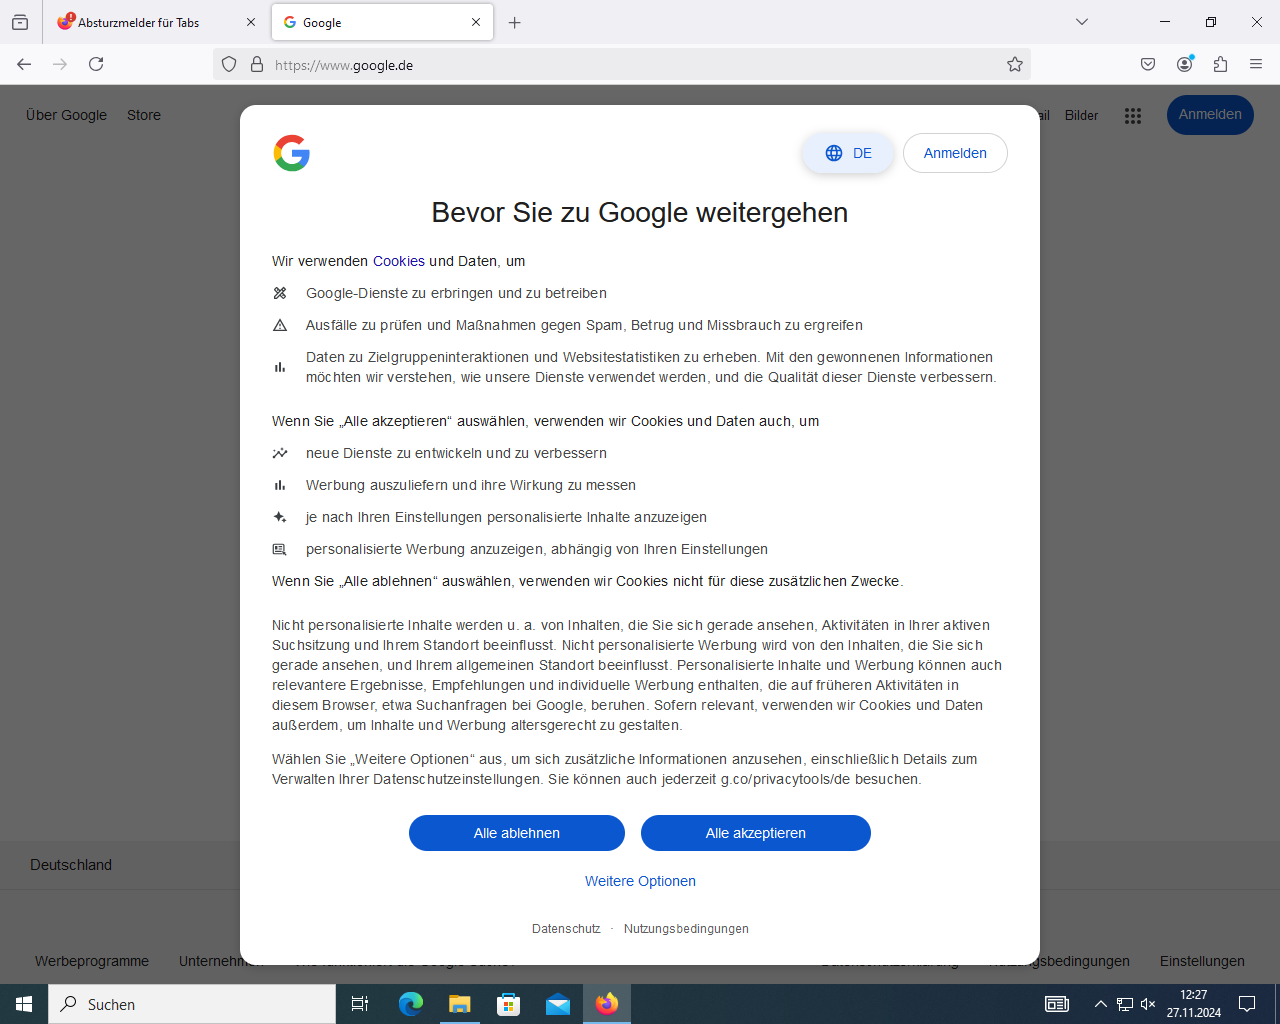 Absturzmelder für Tabs
Google
https://www.google.de
Über Google
Store
ail
Bilder
Anmelden
DE
Anmelden
Bevor Sie zu Google weitergehen
Wir verwenden Cookies und Daten, um
Google-Dienste zu erbringen und zu betreiben
Ausfälle zu prüfen und Maßnahmen gegen Spam, Betrug und Missbrauch zu ergreifen
Daten zu Zielgruppeninteraktionen und Websitestatistiken zu erheben. Mit den gewonnenen Informationen
möchten wir verstehen, wie unsere Dienste verwendet werden, und die Qualität dieser Dienste verbessern.
Wenn Sie „Alle akzeptieren“ auswählen, verwenden wir Cookies und Daten auch, um
neue Dienste zu entwickeln und zu verbessern
Werbung auszuliefern und ihre Wirkung zu messen
je nach Ihren Einstellungen personalisierte Inhalte anzuzeigen
personalisierte Werbung anzuzeigen, abhängig von Ihren Einstellungen
Wenn Sie „Alle ablehnen“ auswählen, verwenden wir Cookies nicht für diese zusätzlichen Zwecke.
Nicht personalisierte Inhalte werden u. a. von Inhalten, die Sie sich gerade ansehen, Aktivitäten in Ihrer aktiven
Suchsitzung und Ihrem Standort beeinflusst. Nicht personalisierte Werbung wird von den Inhalten, die Sie sich
gerade ansehen, und Ihrem allgemeinen Standort beeinflusst. Personalisierte Inhalte und Werbung können auch
relevantere Ergebnisse, Empfehlungen und individuelle Werbung enthalten, die auf früheren Aktivitäten in
diesem Browser, etwa Suchanfragen bei Google, beruhen. Sofern relevant, verwenden wir Cookies und Daten
außerdem, um Inhalte und Werbung altersgerecht zu gestalten.
Wählen Sie „Weitere Optionen“ aus, um sich zusätzliche Informationen anzusehen, einschließlich Details zum
Verwalten Ihrer Datenschutzeinstellungen. Sie können auch jederzeit g.co/privacytools/de besuchen.
Alle ablehnen
Alle akzeptieren
Deutschland
Weitere Optionen
Datenschutz · Nutzungsbedingungen
Werbeprogramme
Unternehmen
Einstellungen
Suchen
12:27
27.11.2024